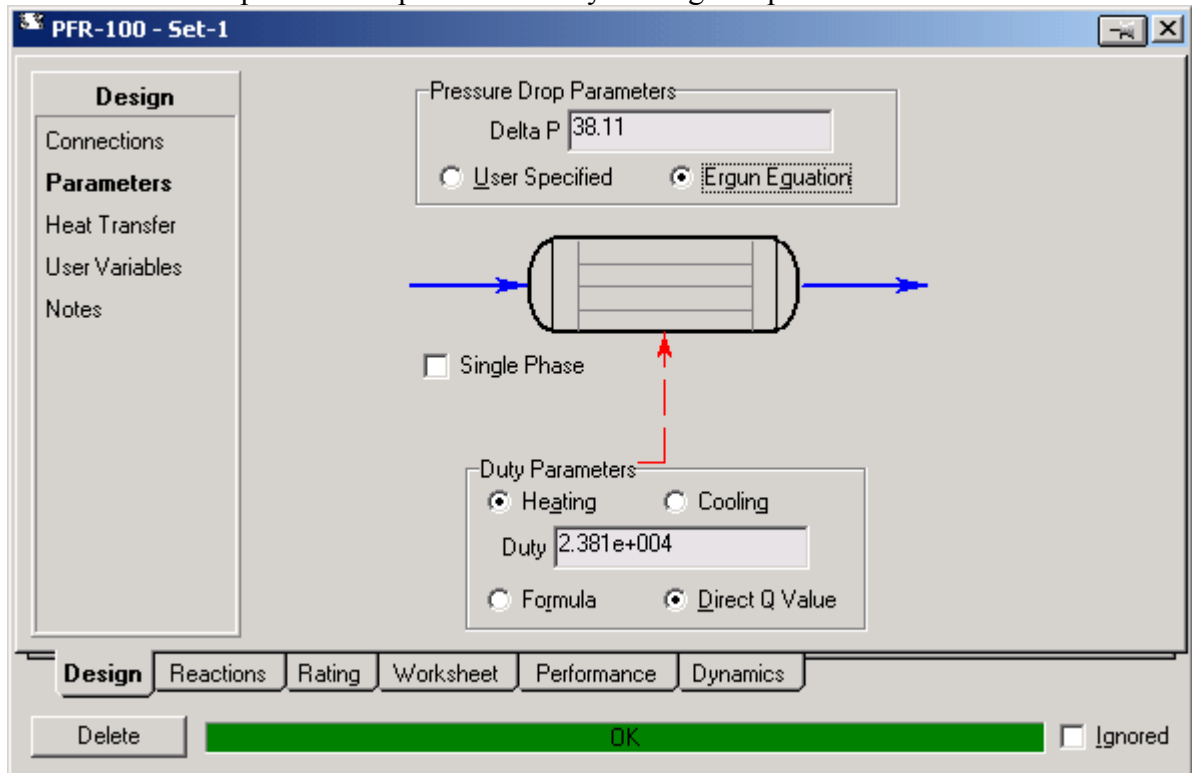 PFR-100 - Set-1
Design
Connections
Parameters
Heat Transfer
User Variables
Notes
Pressure Drop Parameters
Delta P 38.11
User Specified Ergun Eguation
Single Phase
Duty Parameters
Heating Cooling
Duty 2.381e+004
Formula Direct Q Value
Design Reactions Rating Worksheet Performance Dynamics
Delete OK Ignored